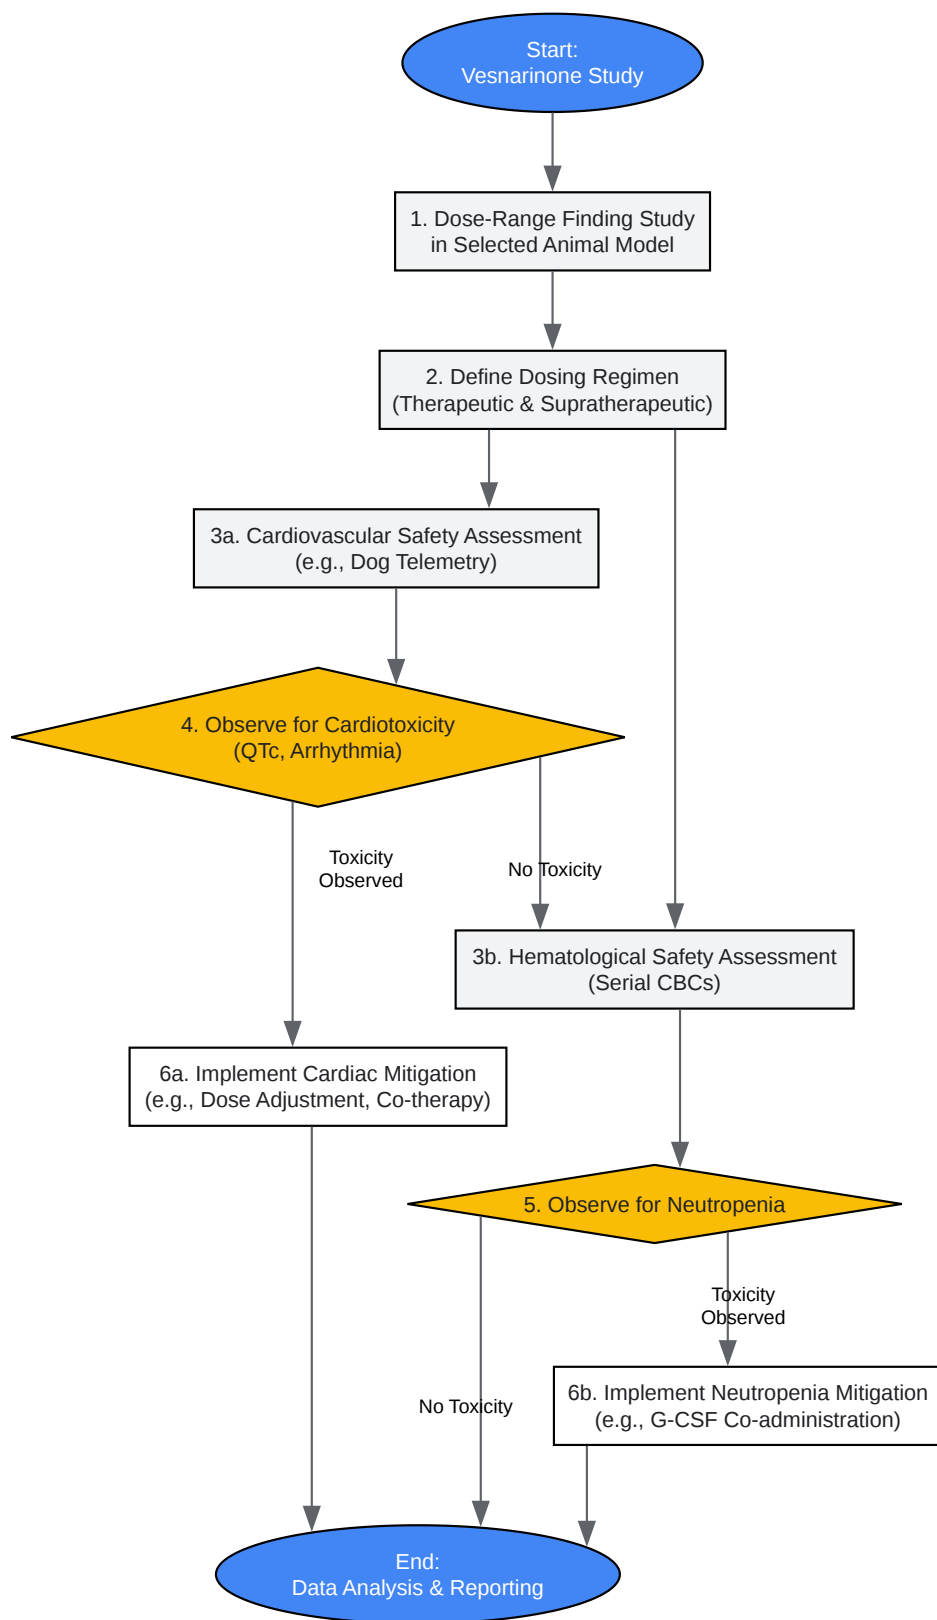 Start:
Vesnarinone Study
1. Dose-Range Finding Study
in Selected Animal Model
2. Define Dosing Regimen
(Therapeutic & Supratherapeutic)
3a. Cardiovascular Safety Assessment
(e.g., Dog Telemetry)
4. Observe for Cardiotoxicity
(QTc, Arrhythmia)
Toxicity
Observed
No Toxicity
3b. Hematological Safety Assessment
(Serial CBCs)
6a. Implement Cardiac Mitigation
(e.g., Dose Adjustment, Co-therapy)
5. Observe for Neutropenia
Toxicity
Observed
No Toxicity
6b. Implement Neutropenia Mitigation
(e.g., G-CSF Co-administration)
End:
Data Analysis & Reporting